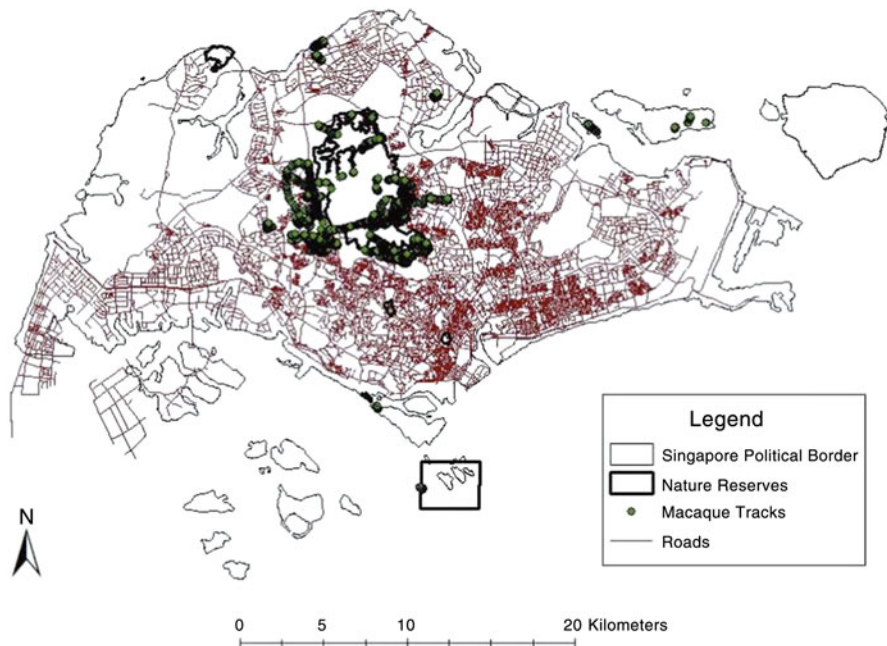 Legend
Singapore Political Border
Nature Reserves
Macaque Tracks
Roads
N
0 5 10 20 Kilometers